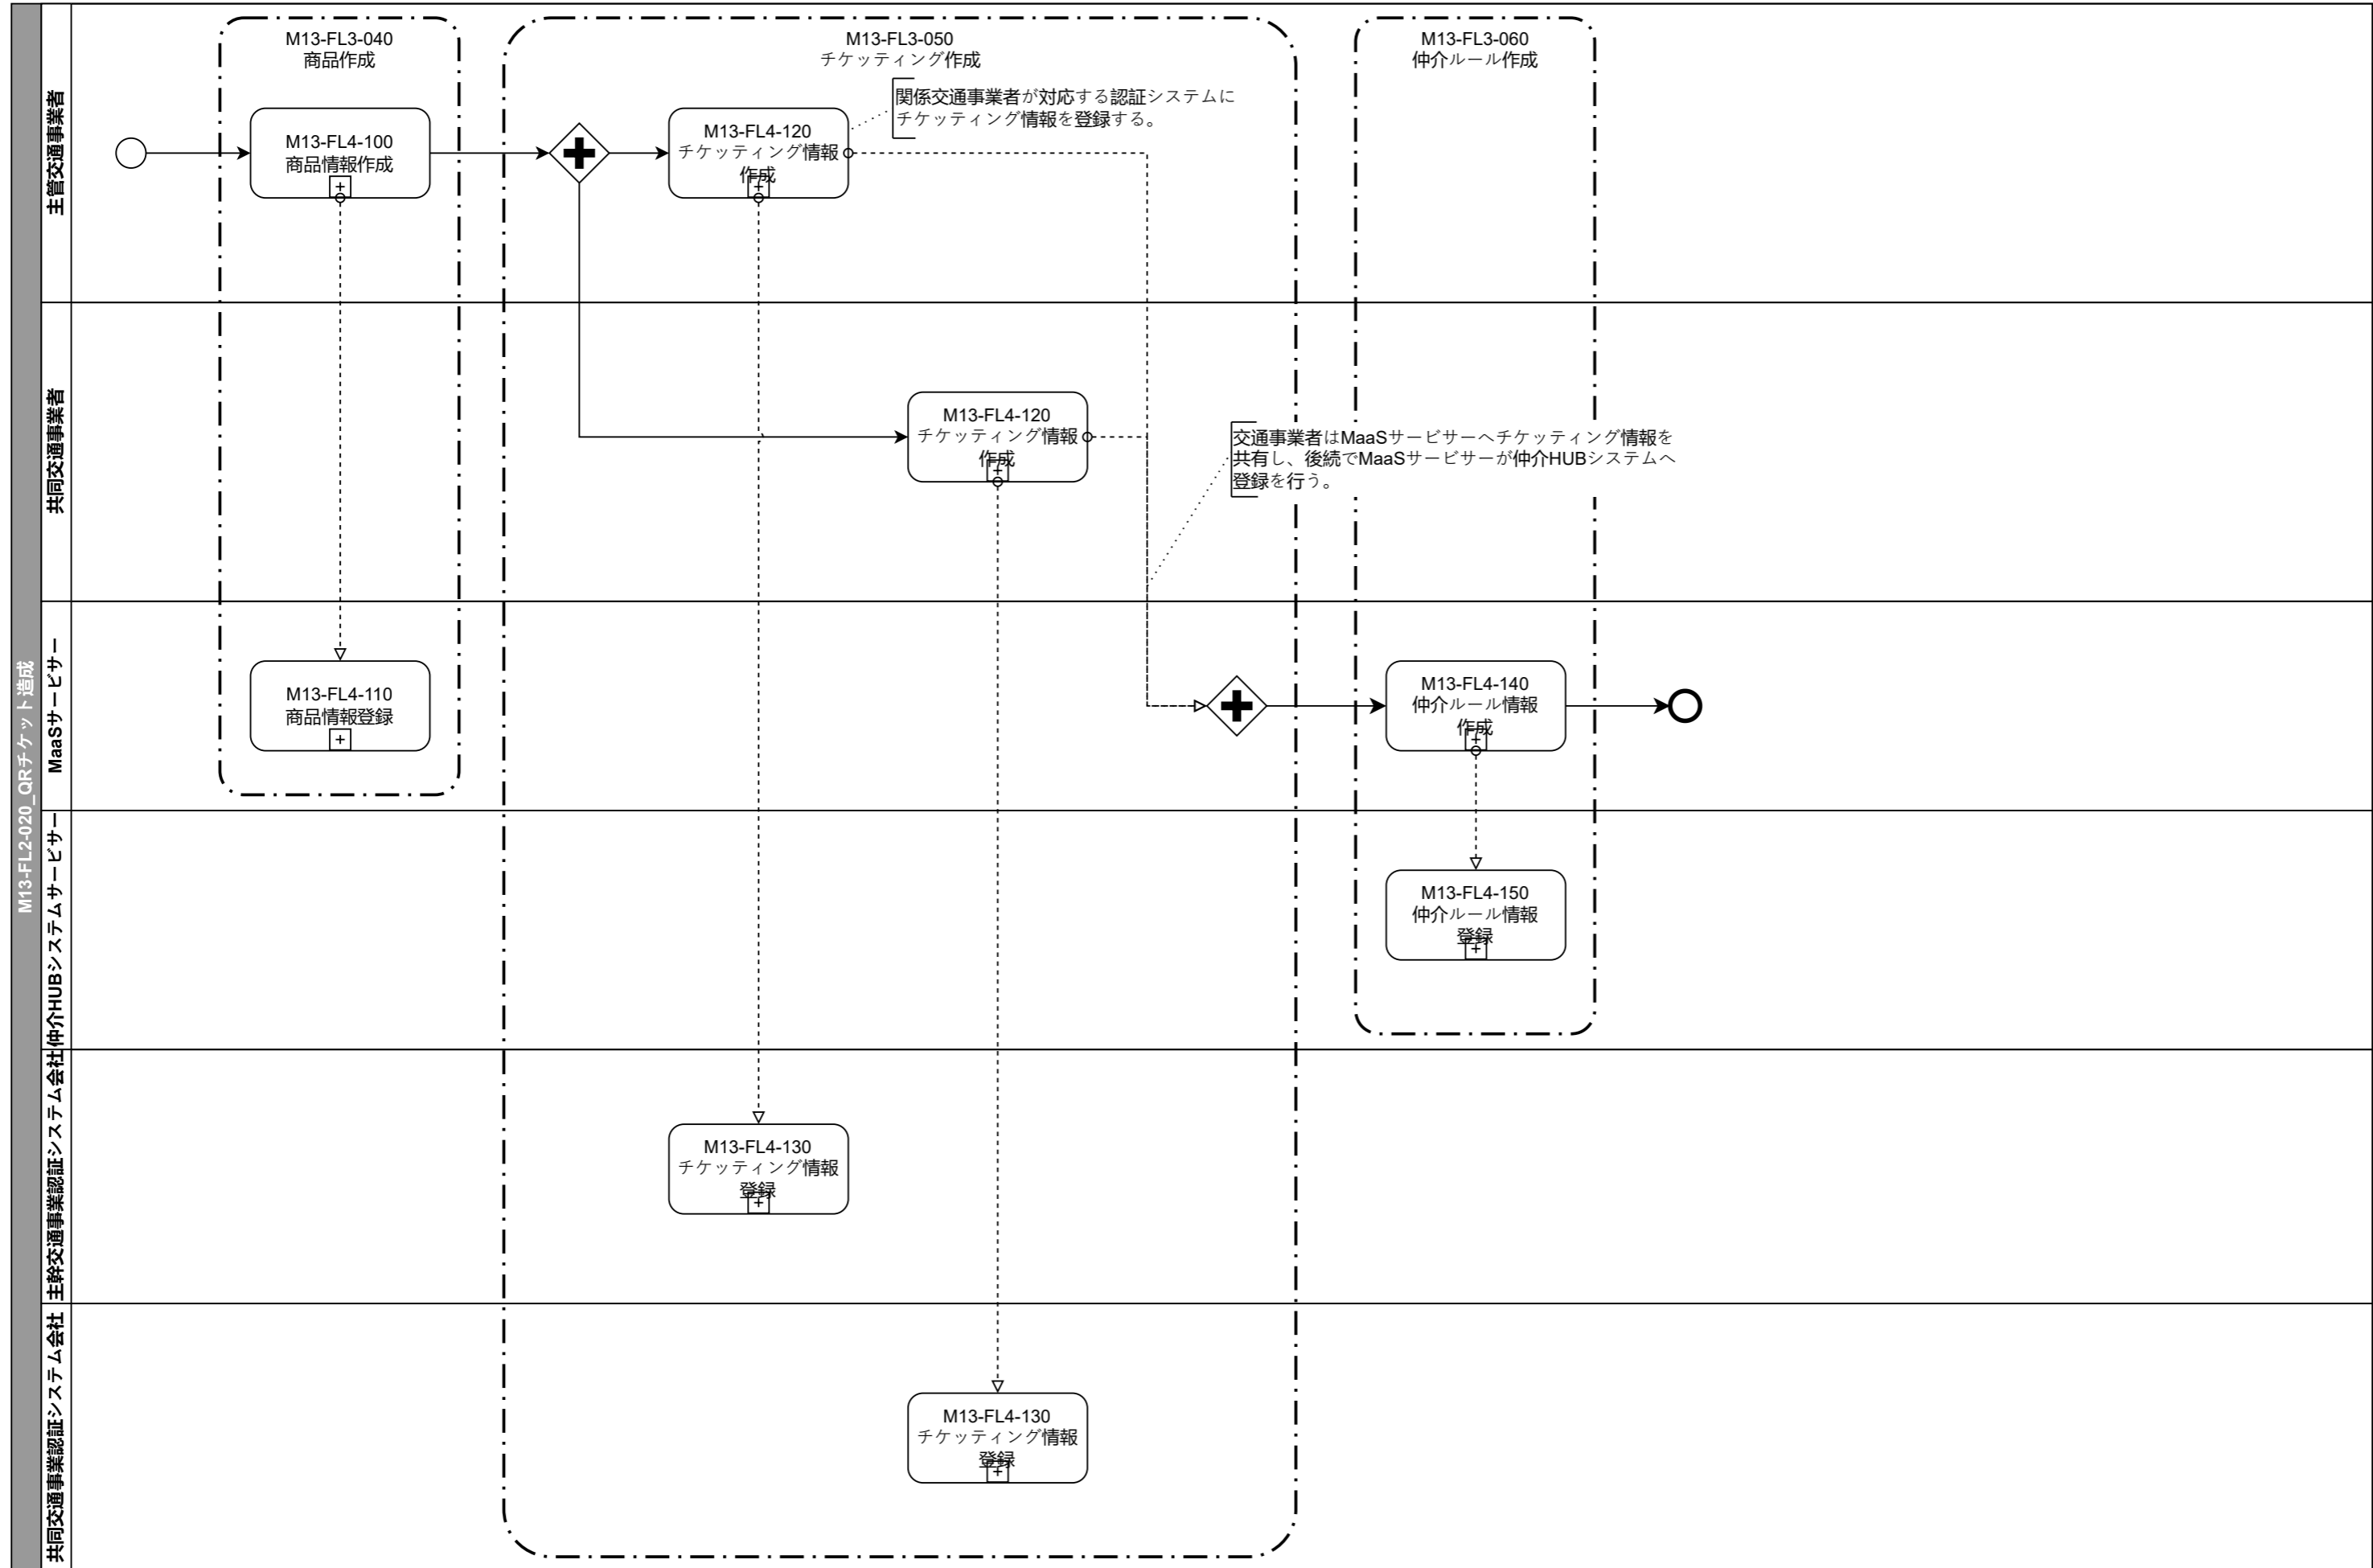 M13-FL2-020_QRチケット造成
主管交通事業者
共同交通事業者
MaaSサービサー
仲介HUBシステムサービサー
主幹交通事業認証システム会社
共同交通事業認証システム会社
M13-FL3-040
商品作成
M13-FL3-050
チケッティング作成
M13-FL3-060
仲介ルール作成
関係交通事業者が対応する認証システムに
チケッティング情報を登録する。
M13-FL4-100
商品情報作成
M13-FL4-120
チケッティング情報
作成
M13-FL4-120
チケッティング情報
作成
交通事業者はMaaSサービサーへチケッティング情報を
共有し、後続でMaaSサービサーが仲介HUBシステムへ
登録を行う。
M13-FL4-110
商品情報登録
M13-FL4-140
仲介ルール情報
作成
M13-FL4-150
仲介ルール情報
登録
M13-FL4-130
チケッティング情報
登録
M13-FL4-130
チケッティング情報
登録